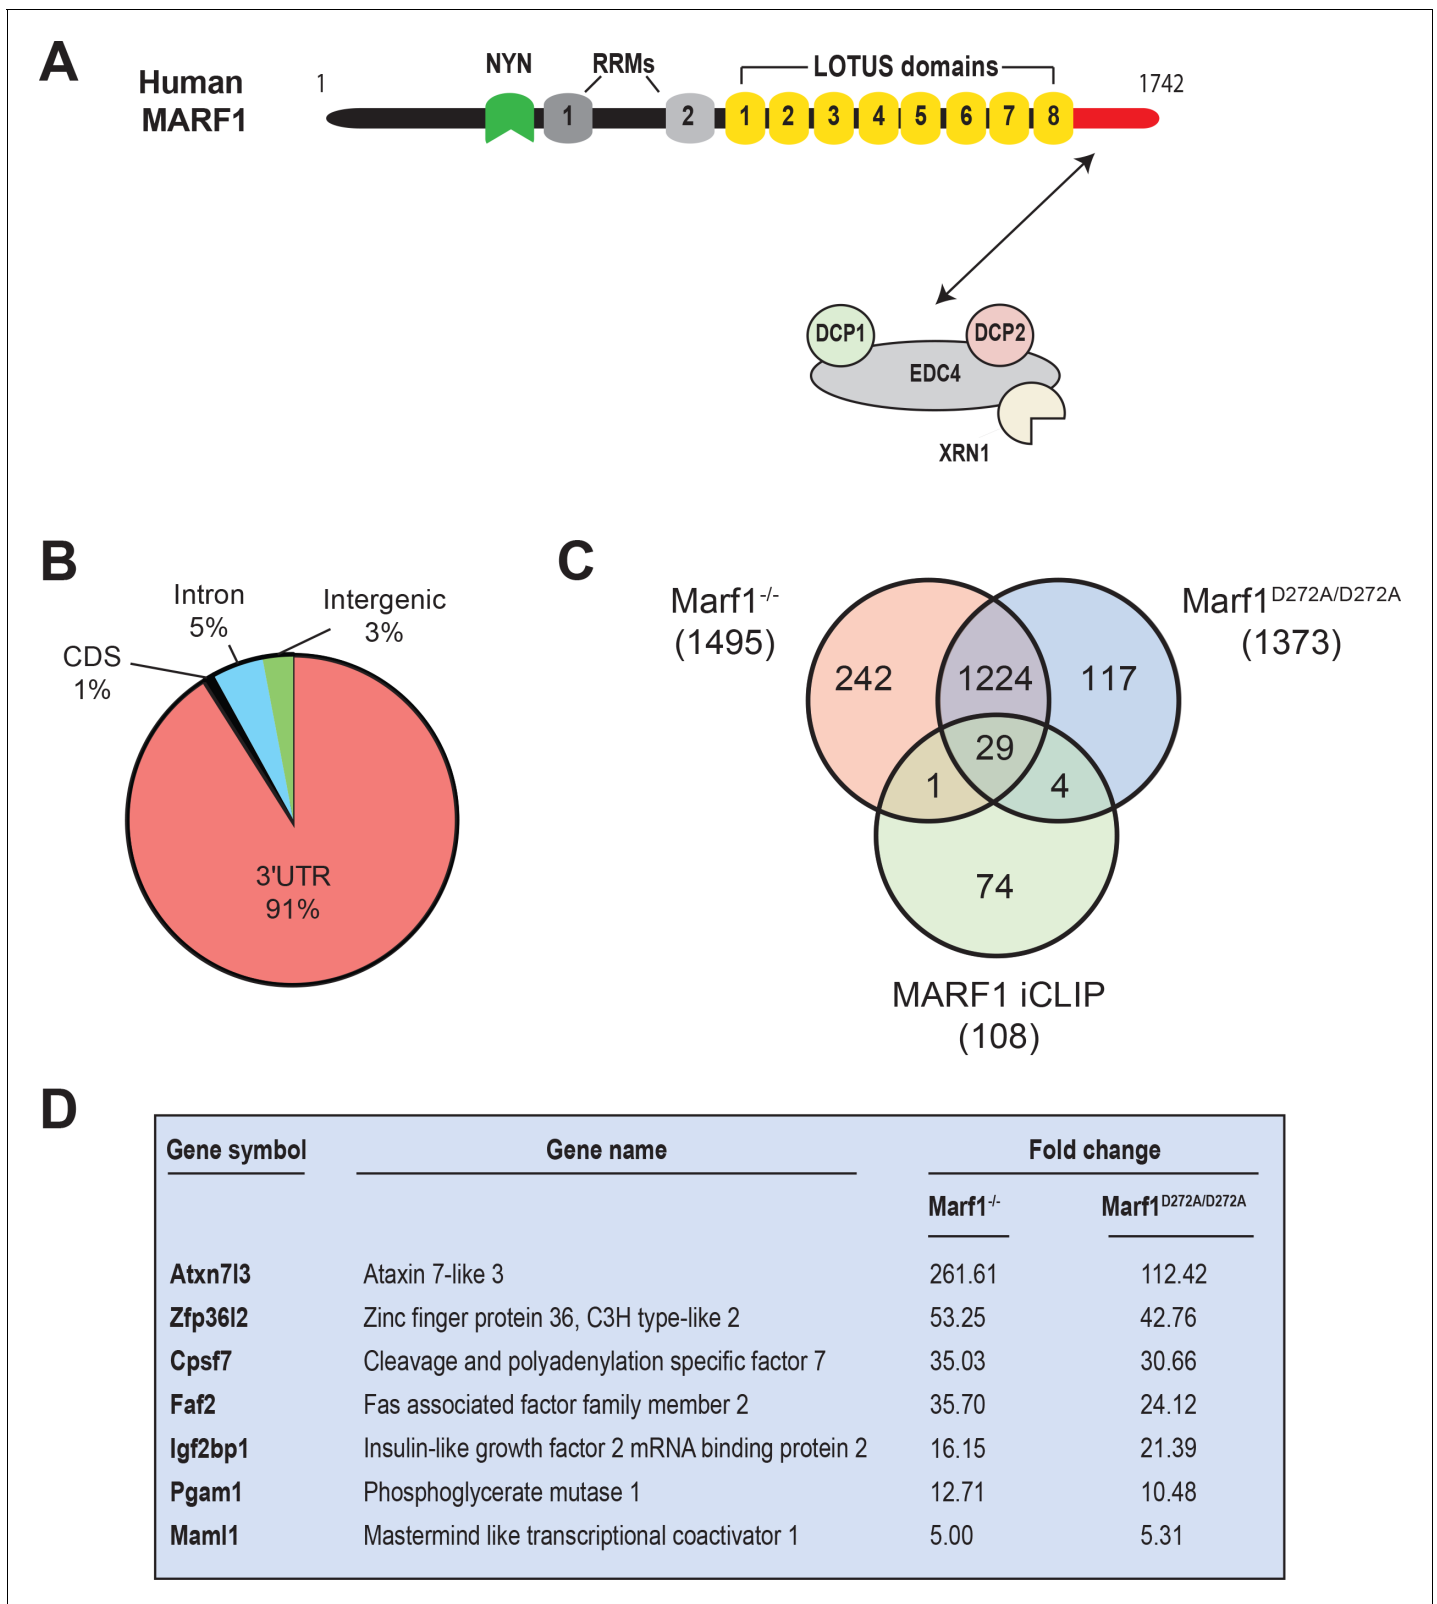 A
Human
MARF1
1
NYN
RRMs
LOTUS domains
1742
1
2
1 2 3 4 5 6 7 8
DCP1
DCP2
EDC4
XRN1
B
Intron
5%
Intergenic
3%
CDS
1%
3'UTR
91%
C
Marf1-/-
(1495)
Marf1D272A/D272A
(1373)
242
1224
117
29
1
4
74
MARF1 iCLIP
(108)
D
Gene symbol Gene name Fold change
Marf1-/- Marf1D272A/D272A
Atxn7l3 Ataxin 7-like 3 261.61 112.42
Zfp36l2 Zinc finger protein 36, C3H type-like 2 53.25 42.76
Cpsf7 Cleavage and polyadenylation specific factor 7 35.03 30.66
Faf2 Fas associated factor family member 2 35.70 24.12
Igf2bp1 Insulin-like growth factor 2 mRNA binding protein 2 16.15 21.39
Pgam1 Phosphoglycerate mutase 1 12.71 10.48
Maml1 Mastermind like transcriptional coactivator 1 5.00 5.31